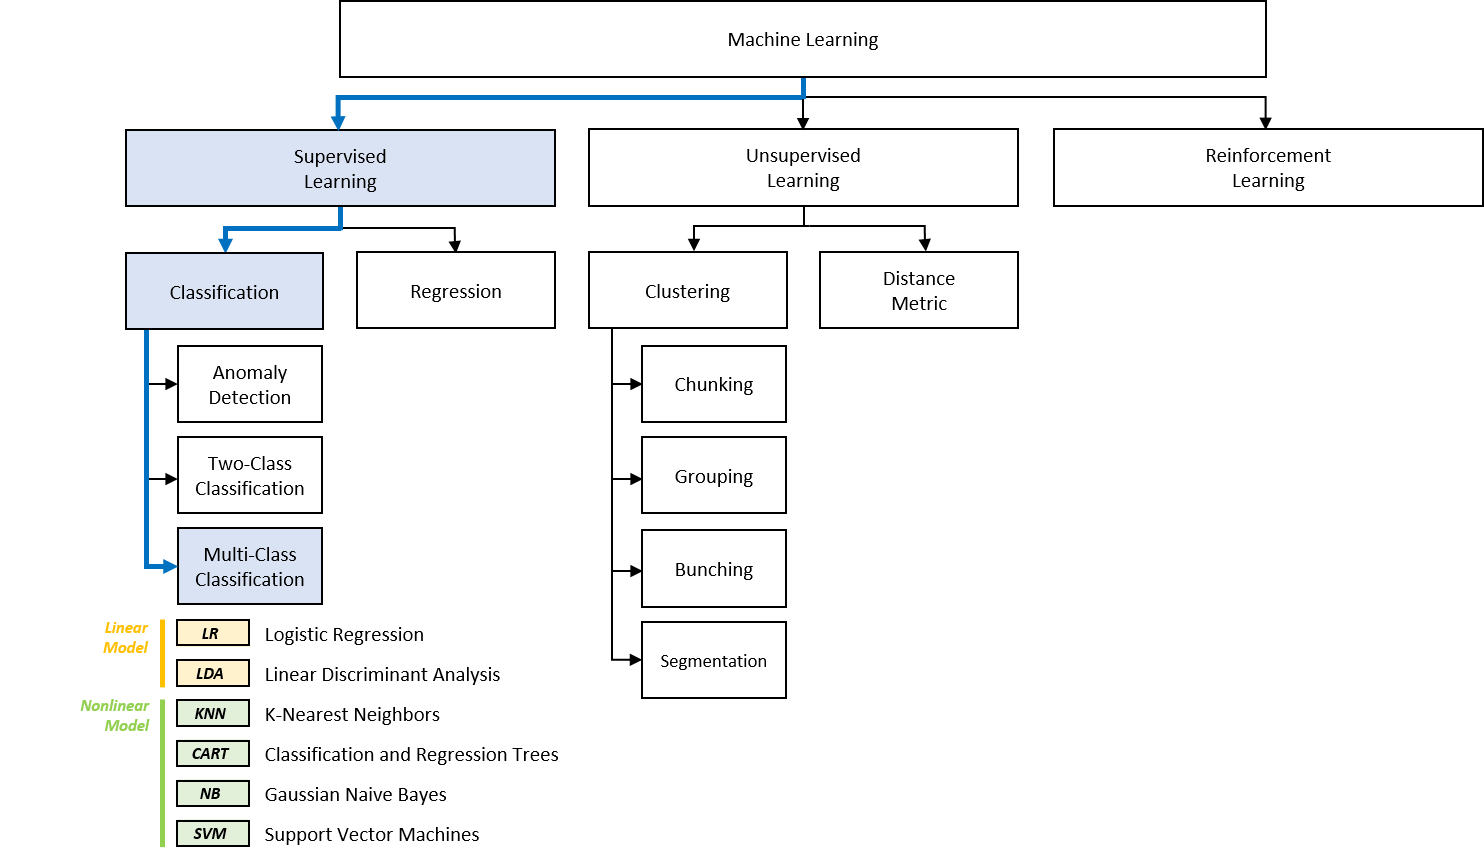 Machine Learning
Supervised
Learning
Unsupervised
Learning
Reinforcement
Learning
Classification
Regression
Clustering
Distance
Metric
Anomaly
Detection
Two-Class
Classification
Multi-Class
Classification
Chunking
Grouping
Bunching
Segmentation
Linear
Model
LR Logistic Regression
LDA Linear Discriminant Analysis
Nonlinear
Model
KNN K-Nearest Neighbors
CART Classification and Regression Trees
NB Gaussian Naive Bayes
SVM Support Vector Machines